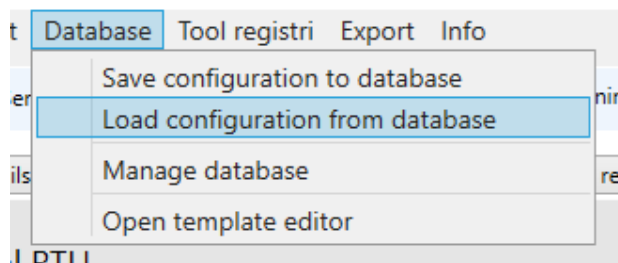 t Database Tool registri Export Info
Save configuration to database
Load configuration from database
Manage database
Open template editor